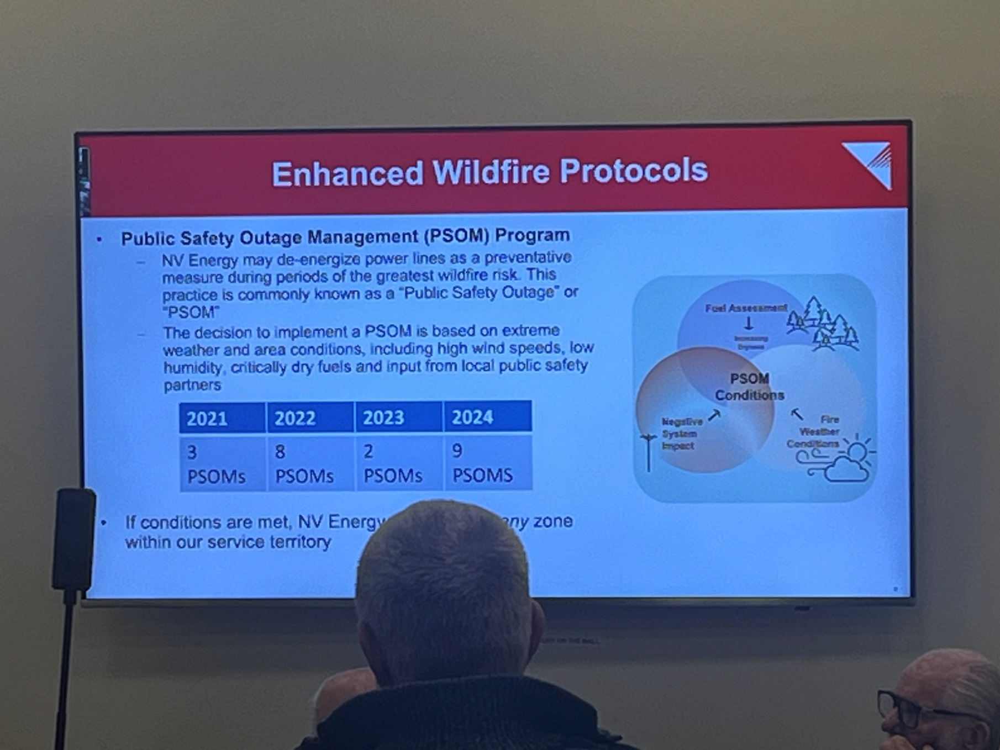 Enhanced Wildfire Protocols
• Public Safety Outage Management (PSOM) Program
– NV Energy may de-energize power lines as a preventative
measure during periods of the greatest wildfire risk. This
practice is commonly known as a "Public Safety Outage" or
"PSOM"
– The decision to implement a PSOM is based on extreme
weather and area conditions, including high wind speeds, low
humidity, critically dry fuels and input from local public safety
partners
2021 2022 2023 2024
3 8 2 9
PSOMs PSOMs PSOMs PSOMS
• If conditions are met, NV Energy any zone
within our service territory
Fuel Assessment
Increasing
PSOM
Conditions
Negative
System
Impact
Fire
Weather
Conditions
ON THE WALL